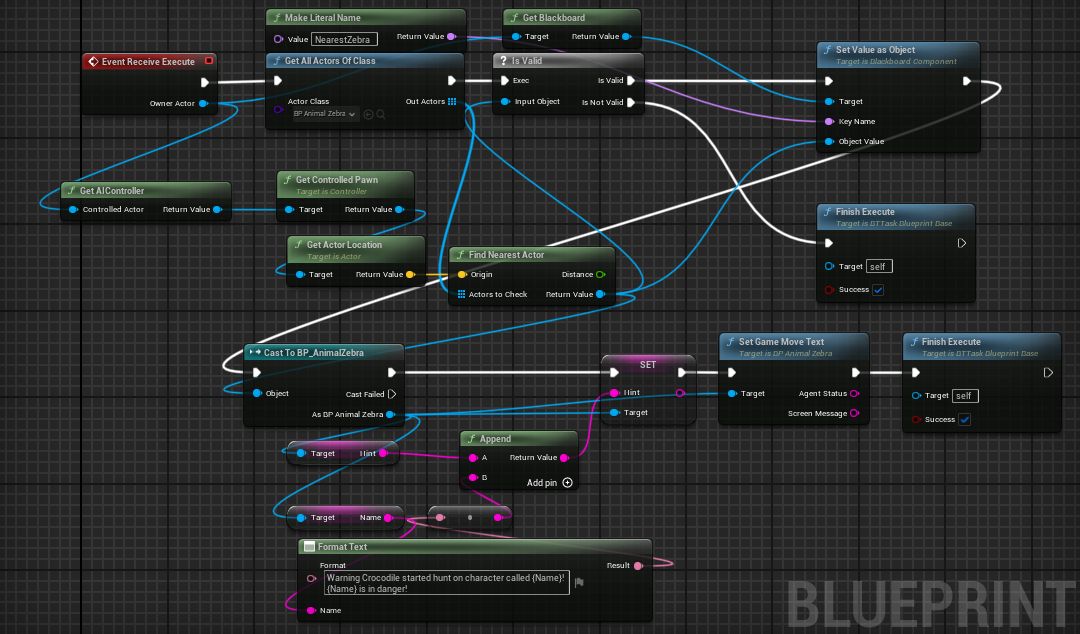 Make Literal Name
Value NearestZebra Return Value
Get Blackboard
Target Return Value
Event Receive Execute
Owner Actor
Get All Actors Of Class
Actor Class Out Actors
BP Animal Zebra
? Is Valid
Exec Is Valid
Is Not Valid
Input Object
Set Value as Object
Target is Blackboard Component
Target
Key Name
Object Value
Get AIController
Controlled Actor Return Value
Get Controlled Pawn
Target is Controller
Target Return Value
Get Actor Location
Target is Actor
Target Return Value
Find Nearest Actor
Origin Distance
Actors to Check Return Value
Finish Execute
Target is BTTask Blueprint Base
Target self
Success
Cast To BP_AnimalZebra
Object Cast Failed
As BP Animal Zebra
SET
Hint
Target
Set Game Move Text
Target is BP Animal Zebra
Target Agent Status
Screen Message
Finish Execute
Target is BTTask Blueprint Base
Target self
Success
Target Hint
Append
A Return Value
B
Add pin
Target Name
Format Text
Format Result
Warning Crocodile started hunt on character called {Name}!
{Name} is in danger!
Name
BLUEPRINT